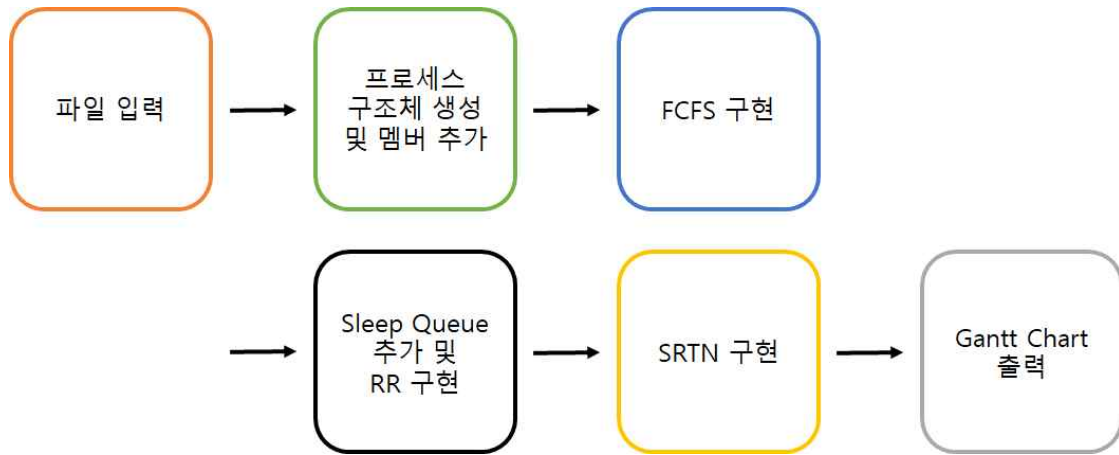 파일 입력
프로세스
구조체 생성
및 멤버 추가
FCFS 구현
Sleep Queue
추가 및
RR 구현
SRTN 구현
Gantt Chart
출력